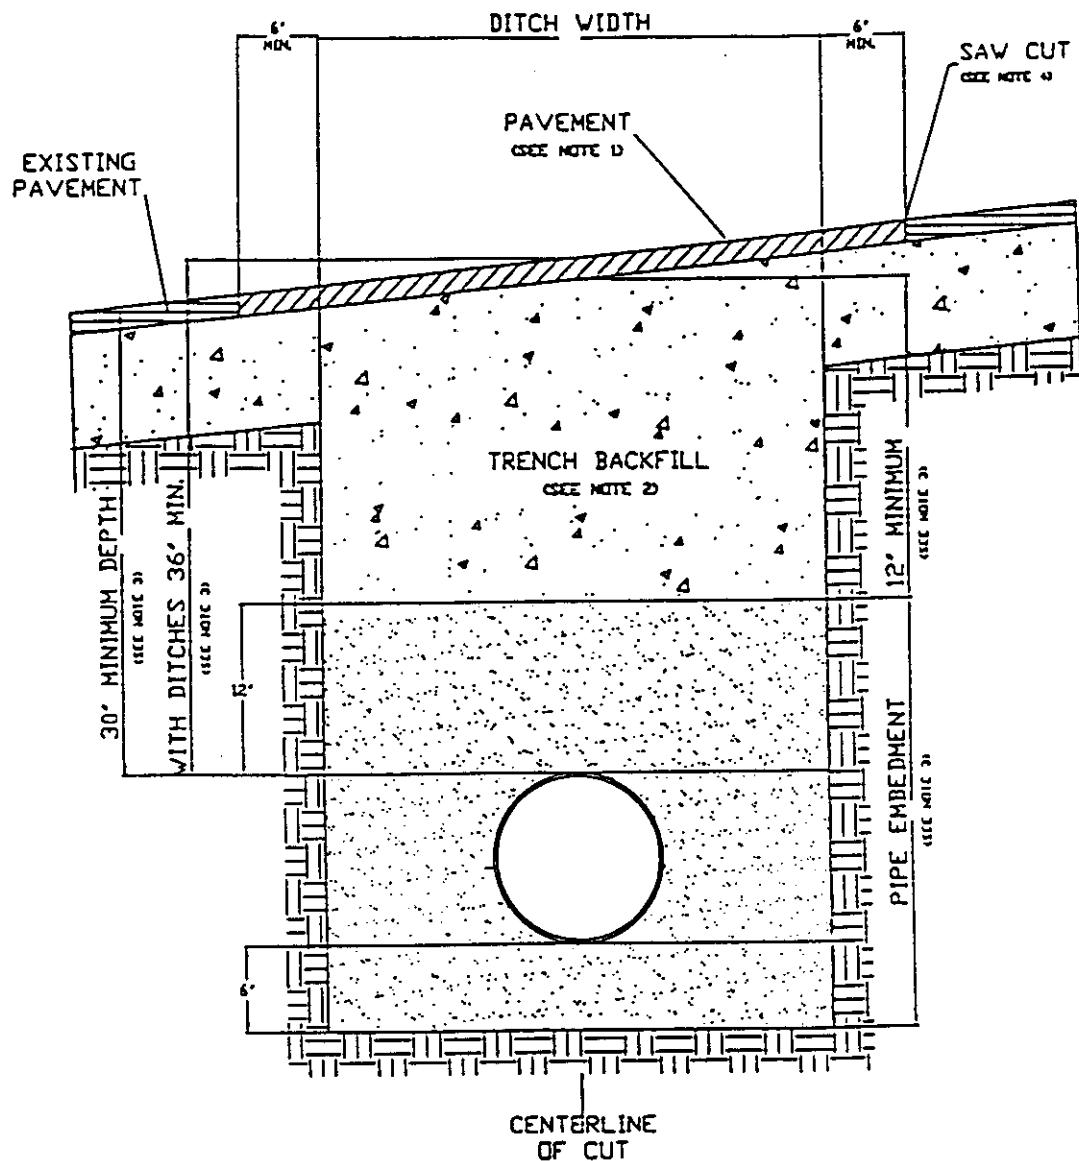 6" MIN.
DITCH WIDTH
6" MIN.
SAW CUT
(SEE NOTE 4)
PAVEMENT
(SEE NOTE 1)
EXISTING
PAVEMENT
TRENCH BACKFILL
(SEE NOTE 2)
30" MINIMUM DEPTH
(SEE NOTE 3)
WITH DITCHES 36" MIN.
(SEE NOTE 3)
12" MINIMUM
(SEE NOTE 3)
12"
PIPE EMBEDMENT
(SEE NOTE 3)
6"
CENTERLINE
OF CUT